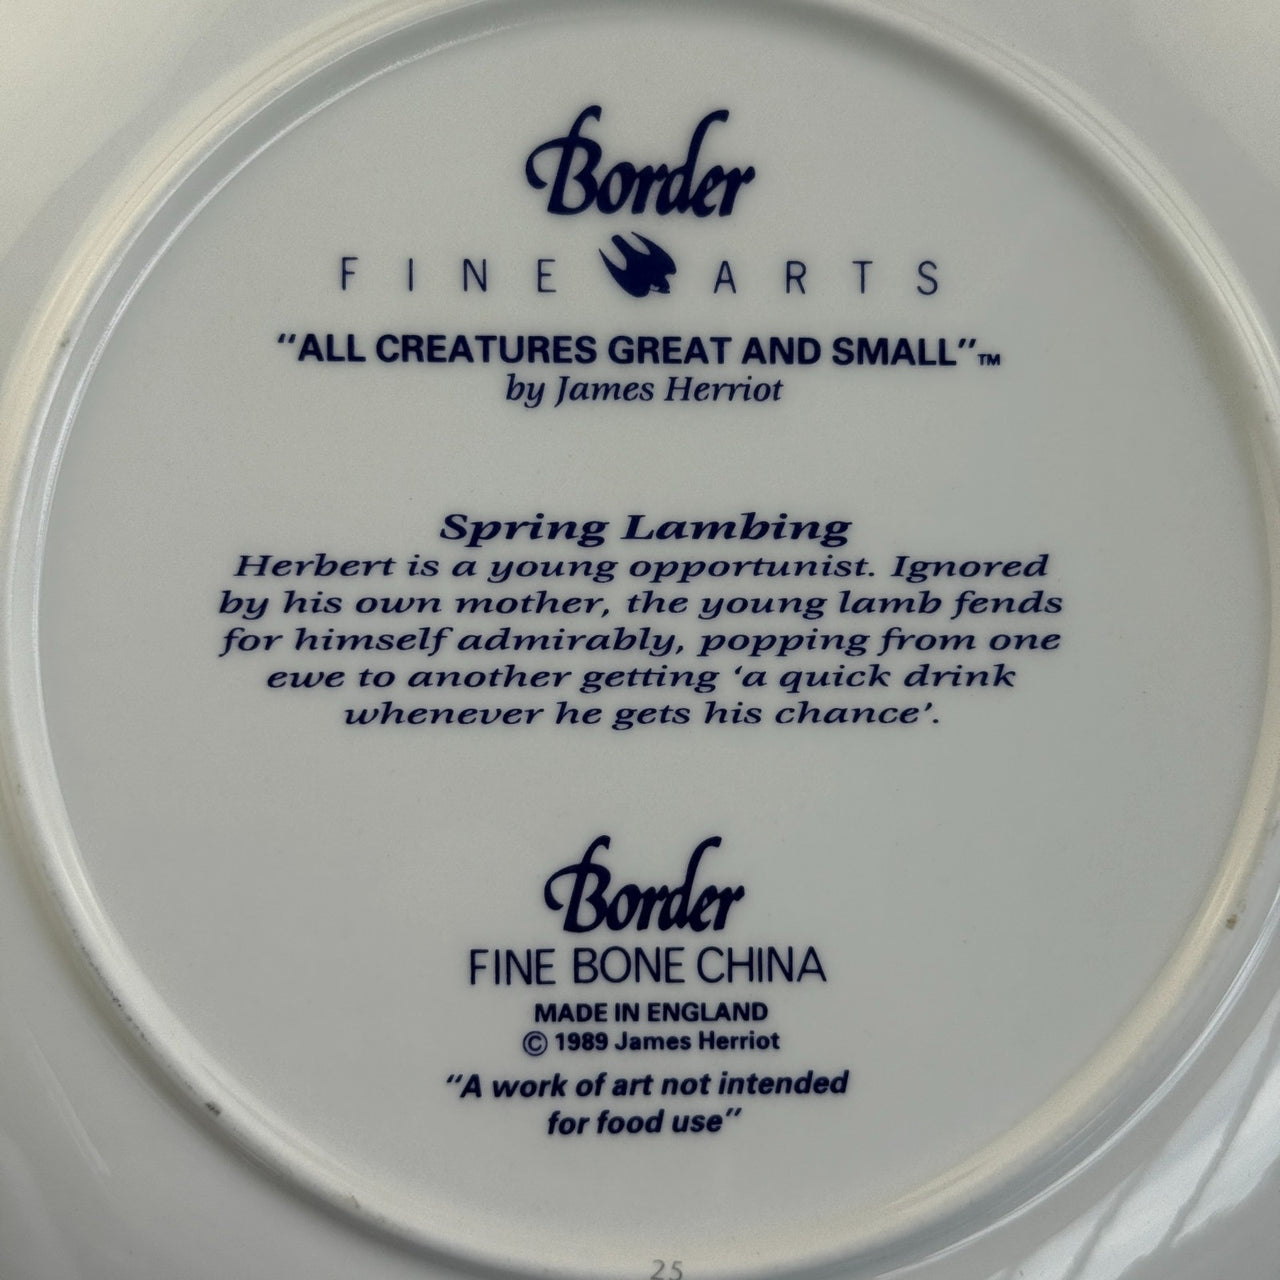 Border
FINE ARTS
"ALL CREATURES GREAT AND SMALL"™
by James Herriot
Spring Lambing
Herbert is a young opportunist. Ignored
by his own mother, the young lamb fends
for himself admirably, popping from one
ewe to another getting ‘a quick drink
whenever he gets his chance’.
Border
FINE BONE CHINA
MADE IN ENGLAND
© 1989 James Herriot
"A work of art not intended
for food use"
25